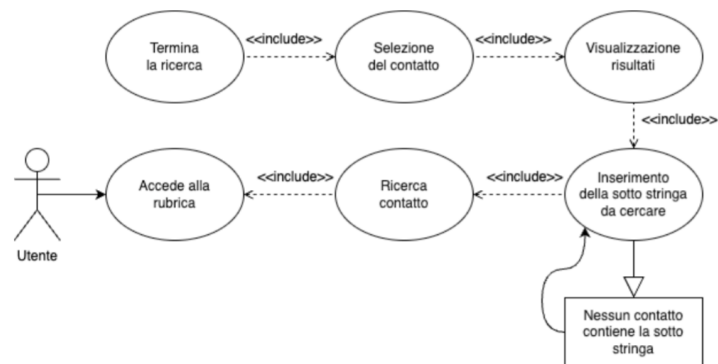 Termina
la ricerca
<<include>>
Selezione
del contatto
<<include>>
Visualizzazione
risultati
<<include>>
Utente
Accede alla
rubrica
<<include>>
Ricerca
contatto
<<include>>
Inserimento
della sotto stringa
da cercare
Nessun contatto
contiene la sotto
stringa